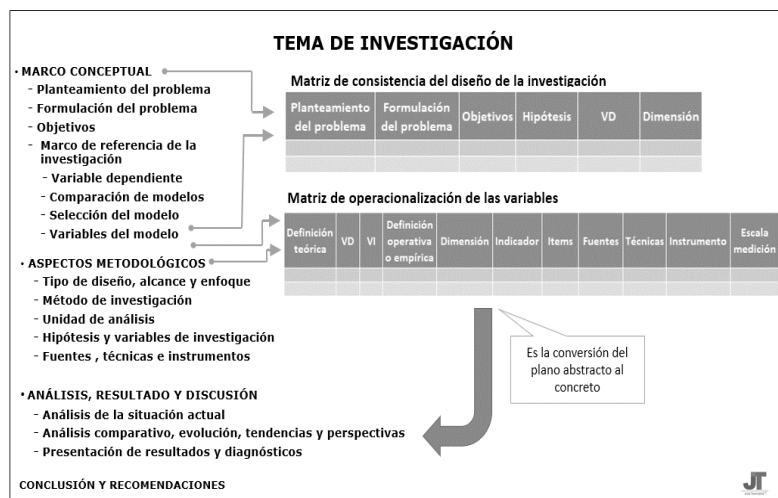 TEMA DE INVESTIGACIÓN
· MARCO CONCEPTUAL
- Planteamiento del problema
- Formulación del problema
- Objetivos
- Marco de referencia de la
investigación
- Variable dependiente
- Comparación de modelos
- Selección del modelo
- Variables del modelo
Matriz de consistencia del diseño de la investigación
Planteamiento del problema Formulación del problema Objetivos Hipótesis VD Dimensión
Matriz de operacionalización de las variables
Definición teórica VD VI Definición operativa o empírica Dimensión Indicador Items Fuentes Técnicas Instrumento Escala medición
· ASPECTOS METODOLÓGICOS
- Tipo de diseño, alcance y enfoque
- Método de investigación
- Unidad de análisis
- Hipótesis y variables de investigación
- Fuentes , técnicas e instrumentos
Es la conversión del
plano abstracto al
concreto
· ANÁLISIS, RESULTADO Y DISCUSIÓN
- Análisis de la situación actual
- Análisis comparativo, evolución, tendencias y perspectivas
- Presentación de resultados y diagnósticos
CONCLUSIÓN Y RECOMENDACIONES
JT